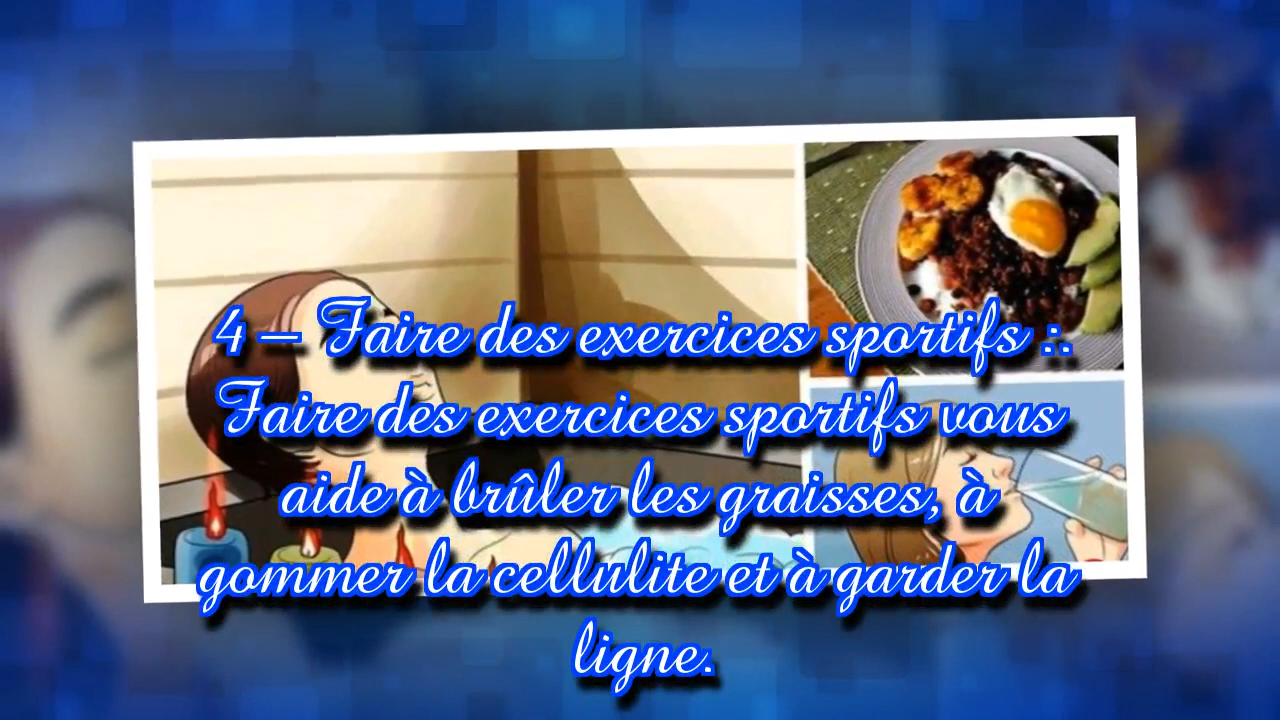 4 – Faire des exercices sportifs :.
Faire des exercices sportifs vous
aide à brûler les graisses, à
gommer la cellulite et à garder la
ligne.